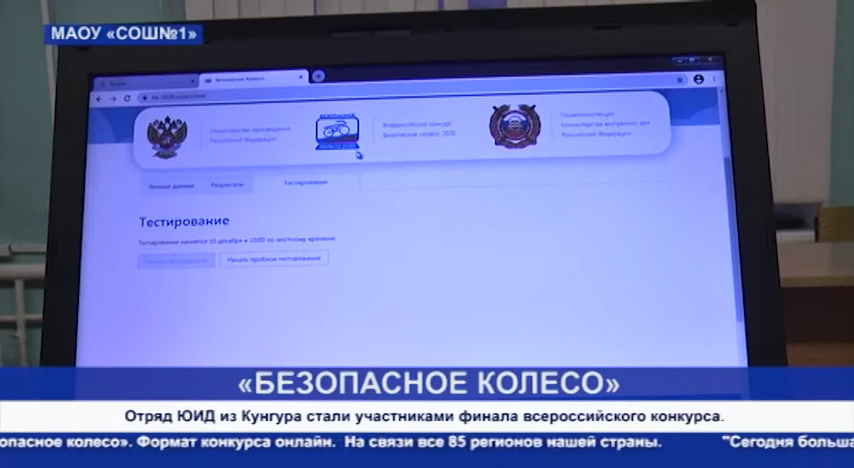 МАОУ «СОШ№1»
Безопасное Колесо
Министерство просвещения
Российской Федерации
БЕЗОПАСНОЕ
Всероссийский конкурс
Безопасное колесо 2020
Госавтоинспекция
Министерства внутренних дел
Российской Федерации
Личные данные Результаты Тестирование
Тестирование
Тестирование начнется 10 декабря в 10:00 по местному времени
Начать тестирование Начать пробное тестирование
«БЕЗОПАСНОЕ КОЛЕСО»
Отряд ЮИД из Кунгура стали участниками финала всероссийского конкурса.
опасное колесо». Формат конкурса онлайн. На связи все 85 регионов нашей страны. "Сегодня больша